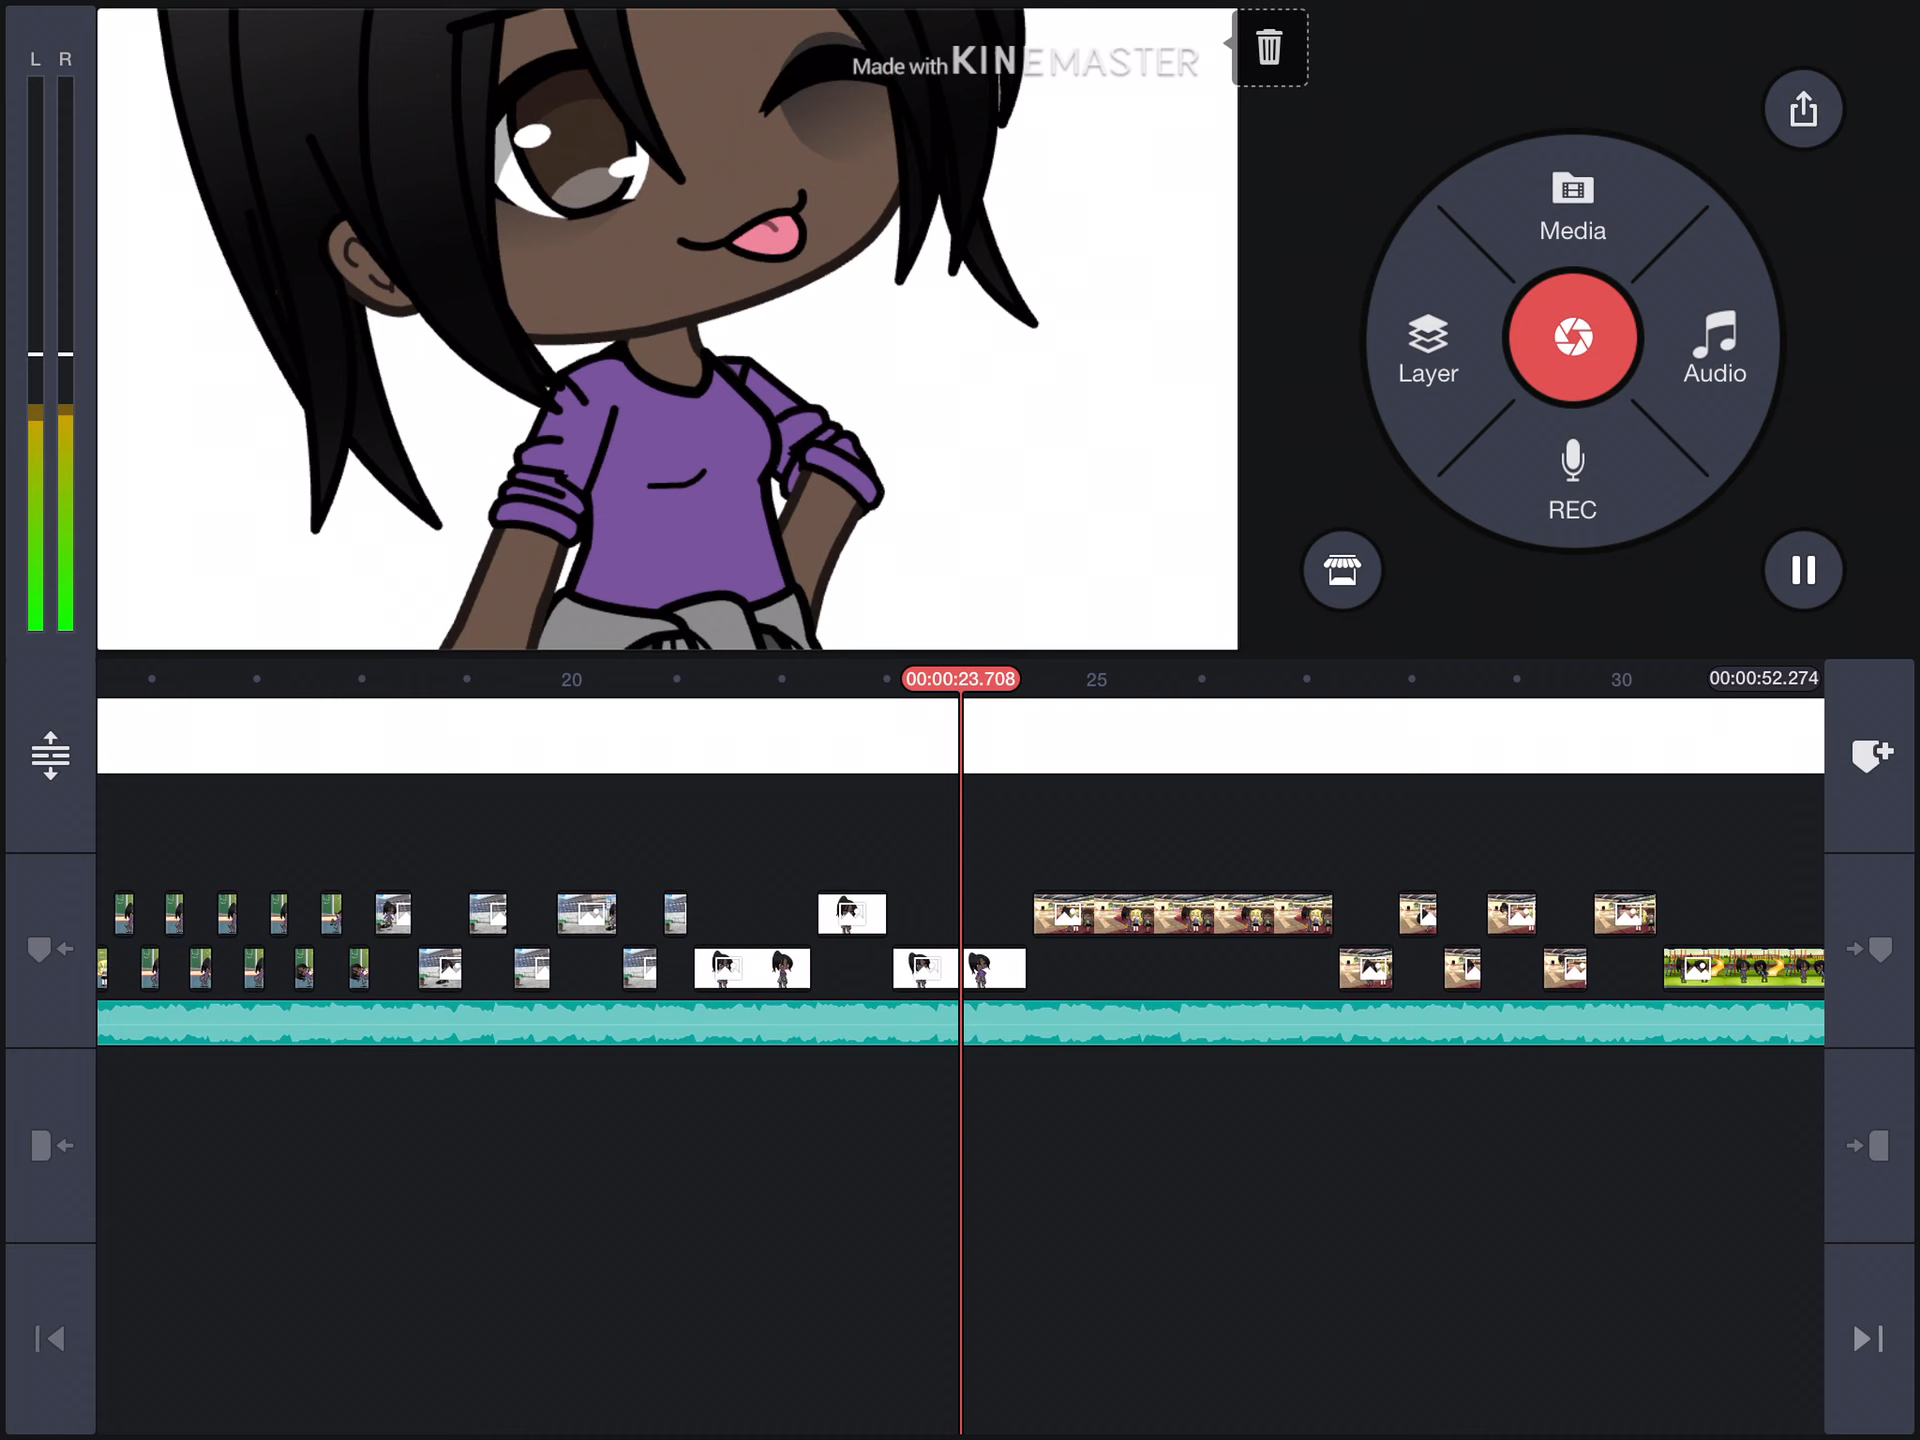 L R
Made with KINEMASTER
Media
Layer
Audio
REC
20
00:00:23.708
25
30
00:00:52.274